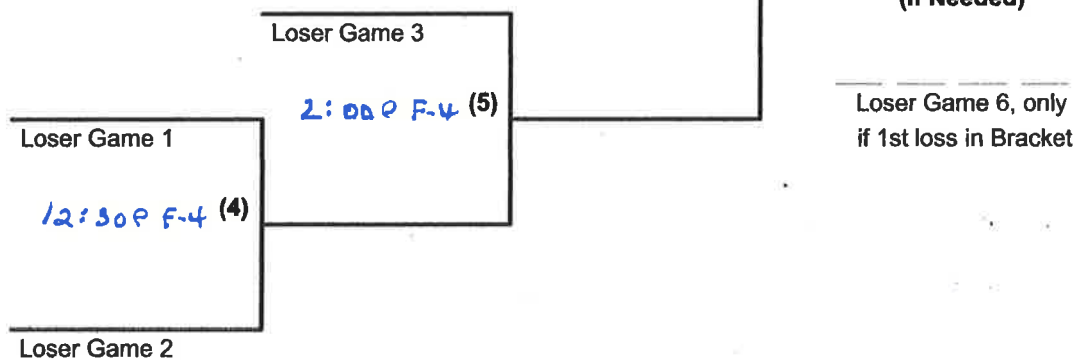 (If Needed)
Loser Game 3
2:00P F-4 (5)
Loser Game 6, only
if 1st loss in Bracket
Loser Game 1
12:30P F-4 (4)
Loser Game 2